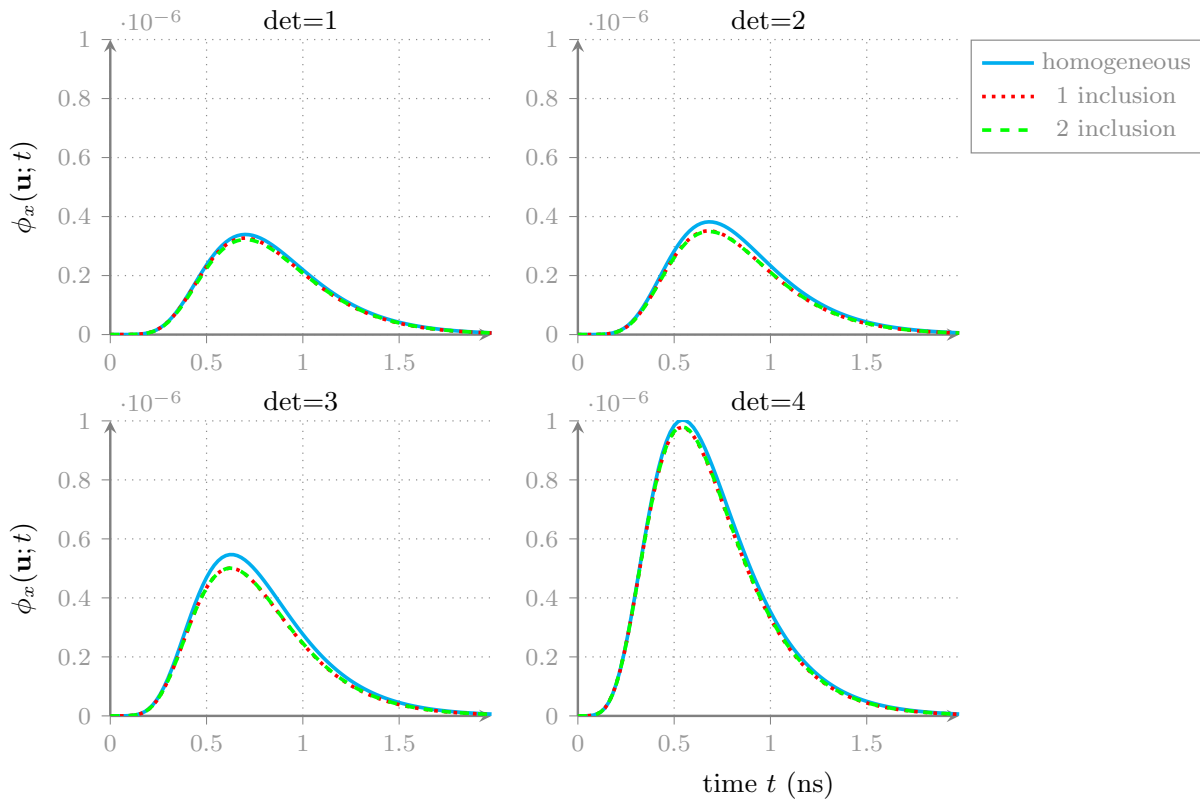 ·10⁻⁶ det=1
1
0.8
0.6
0.4
0.2
0
0 0.5 1 1.5
ϕₓ(u; t)
·10⁻⁶ det=2
1
0.8
0.6
0.4
0.2
0
0 0.5 1 1.5
homogeneous
1 inclusion
2 inclusion
·10⁻⁶ det=3
1
0.8
0.6
0.4
0.2
0
0 0.5 1 1.5
ϕₓ(u; t)
·10⁻⁶ det=4
1
0.8
0.6
0.4
0.2
0
0 0.5 1 1.5
time t (ns)